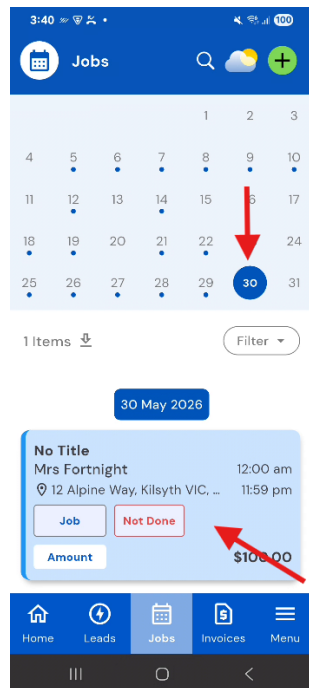 3:40
100
Jobs
1 2 3
4 5 6 7 8 9 10
11 12 13 14 15 17
18 19 20 21 22 24
25 26 27 28 29 30 31
1 Items
Filter
30 May 2026
No Title
Mrs Fortnight 12:00 am
12 Alpine Way, Kilsyth VIC, ... 11:59 pm
Job Not Done
Amount $100.00
Home Leads Jobs Invoices Menu